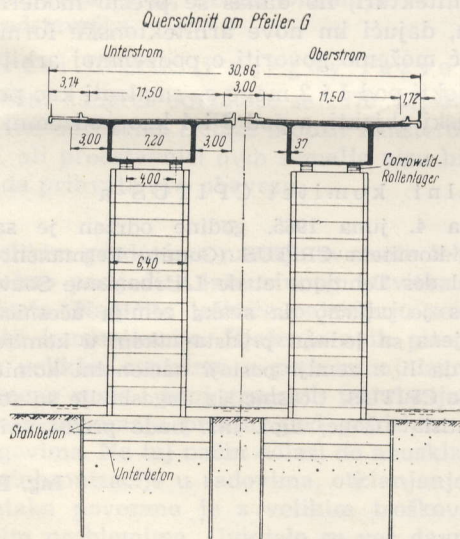 Querschnitt am Pfeiler G
Unterstrom
Oberstrom
30,86
3,14
11,50
3,00
11,50
1,72
3,00
7,20
3,00
37
4,00
Corroweld-
Rollenlager
6,40
Stahlbeton
Unterbeton